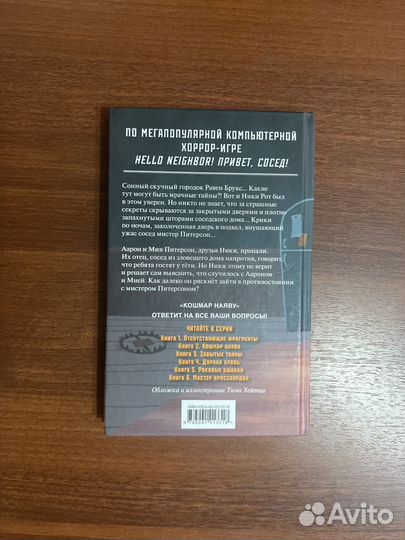 ПО МЕГАПОПУЛЯРНОЙ КОМПЬЮТЕРНОЙ
ХОРРОР-ИГРЕ
HELLO NEIGHBOR! ПРИВЕТ, СОСЕД!
Сонный скучный городок Равен Брукс... Какие
тут могут быть мрачные тайны?! Вот и Ники Рот был
в этом уверен. Но никто не знает, что за страшные
секреты скрываются за закрытыми дверями и плотно
запахнутыми шторами соседского дома... Крики
по ночам, заколоченная дверь в подвал, внушающий
ужас сосед мистер Питерсон...
Аарон и Мия Питерсон, друзья Ники, пропали.
Их отец, сосед из зловещего дома напротив, говорит,
что ребята гостят у тёти. Но Ники этому не верит
и решает сам выяснить, что случилось с Аароном
и Мией. Как далеко он рискнёт зайти в противостоянии
с мистером Питерсоном?
«КОШМАР НАЯВУ»
ОТВЕТИТ НА ВСЕ ВАШИ ВОПРОСЫ!
ЧИТАЙТЕ В СЕРИИ
Книга 1. Отсутствующие фрагменты
Книга 2. Кошмар наяву
Книга 3. Забытые тайны
Книга 4. Дурная кровь
Книга 5. Роковые ошибки
Книга 6. Мастер кроссвордов
Обложка и иллюстрации Тима Хейтца
Avito